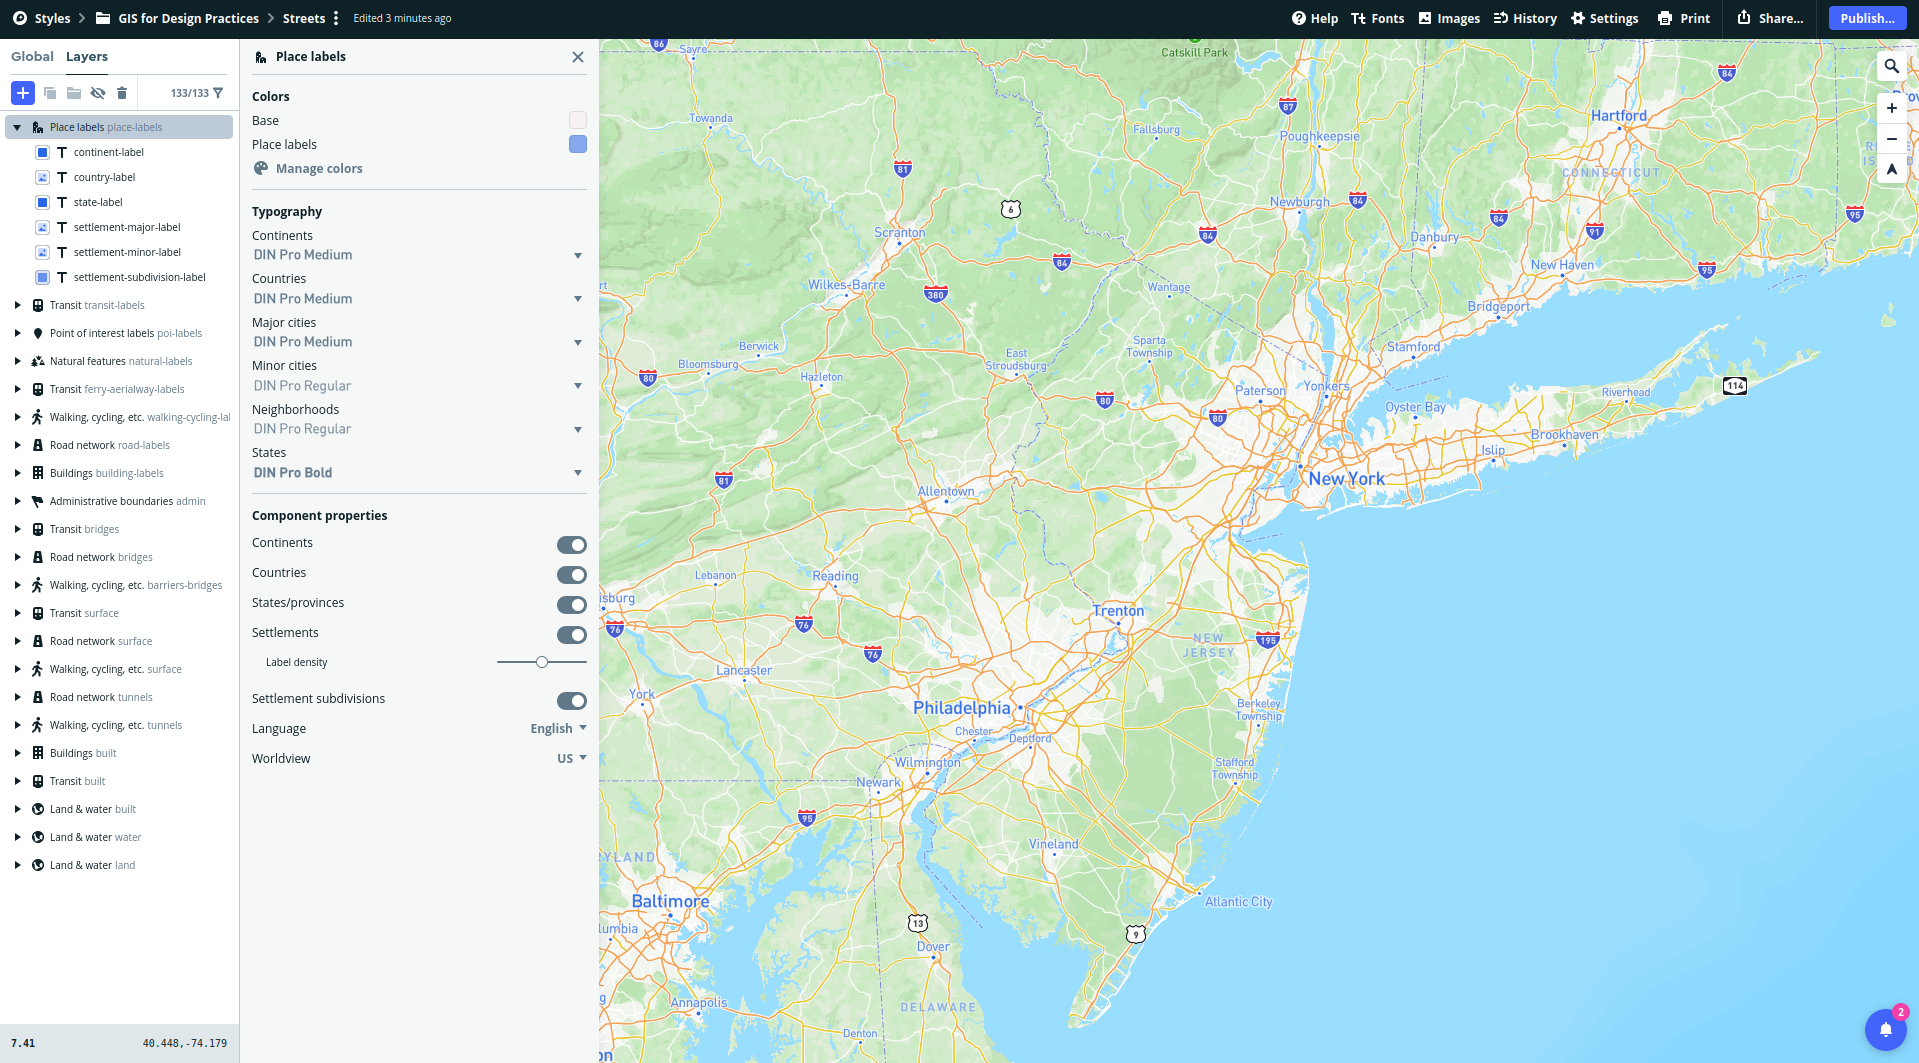 Styles
GIS for Design Practices
Streets
Edited 3 minutes ago
Help
Fonts
Images
History
Settings
Print
Share...
Publish...
Global
Layers
133/133
Place labels place-labels
continent-label
country-label
state-label
settlement-major-label
settlement-minor-label
settlement-subdivision-label
Transit transit-labels
Point of interest labels poi-labels
Natural features natural-labels
Transit ferry-aerialway-labels
Walking, cycling, etc. walking-cycling-lal
Road network road-labels
Buildings building-labels
Administrative boundaries admin
Transit bridges
Road network bridges
Walking, cycling, etc. barriers-bridges
Transit surface
Road network surface
Walking, cycling, etc. surface
Road network tunnels
Walking, cycling, etc. tunnels
Buildings built
Transit built
Land & water built
Land & water water
Land & water land
7.41
40.448,-74.179
Place labels
Colors
Base
Place labels
Manage colors
Typography
Continents
DIN Pro Medium
Countries
DIN Pro Medium
Major cities
DIN Pro Medium
Minor cities
DIN Pro Regular
Neighborhoods
DIN Pro Regular
States
DIN Pro Bold
Component properties
Continents
Countries
States/provinces
Settlements
Label density
Settlement subdivisions
Language
English
Worldview
US
86
Sayre
Catskill Park
84
87
Hartford
Towanda
Fallsburg
Poughkeepsie
81
CONNECTICUT
6
Newburgh
84
84
95
Scranton
84
Danbury
91
84
New Haven
95
Wilkes-Barre
380
Wantage
Bridgeport
Berwick
Sparta
Township
Stamford
Bloomsburg
East
Stroudsburg
80
Hazleton
Paterson
Yonkers
114
Riverhead
80
80
Oyster Bay
Brookhaven
Islip
81
New York
Allentown
Lebanon
Reading
isburg
Trenton
76
76
NEW
JERSEY
195
76
Lancaster
York
Philadelphia
Berkeley
Township
Chester
Deptford
Wilmington
Stafford
Township
Newark
95
Vineland
YLAND
Baltimore
Atlantic City
lumbia
13
9
Dover
Annapolis
DELAWARE
Denton
on
2